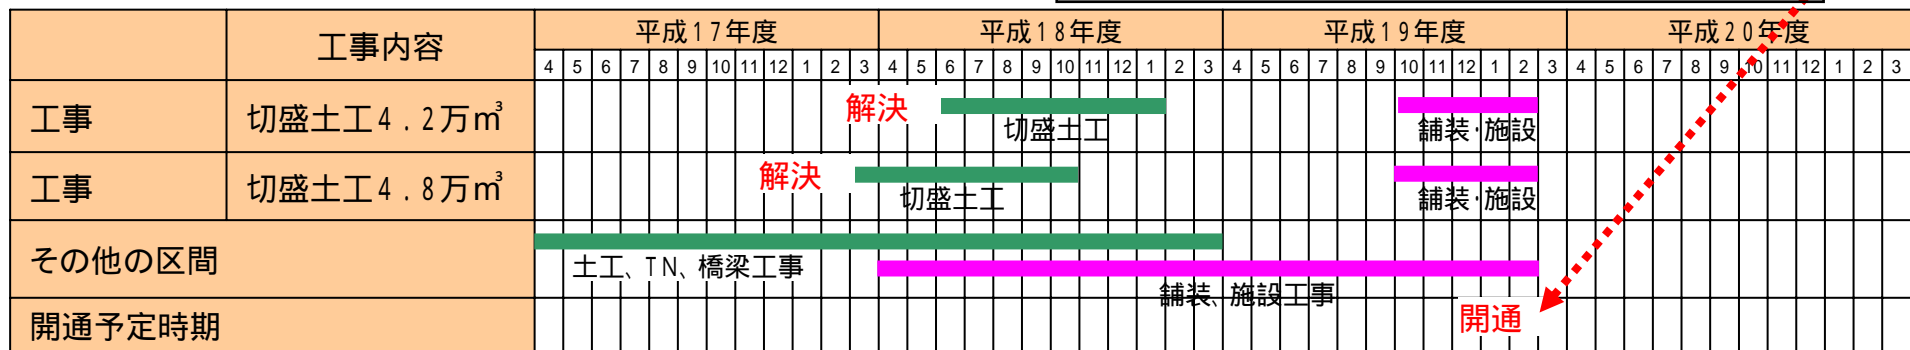 工事内容 平成17年度 平成18年度 平成19年度 平成20年度
4 5 6 7 8 9 10 11 12 1 2 3 4 5 6 7 8 9 10 11 12 1 2 3 4 5 6 7 8 9 10 11 12 1 2 3 4 5 6 7 8 9 10 11 12 1 2 3
工事 切盛土工4.2万㎥ 解決 切盛土工 舗装・施設
工事 切盛土工4.8万㎥ 解決 切盛土工 舗装・施設
その他の区間 土工、TN、橋梁工事 舗装、施設工事
開通予定時期 開通